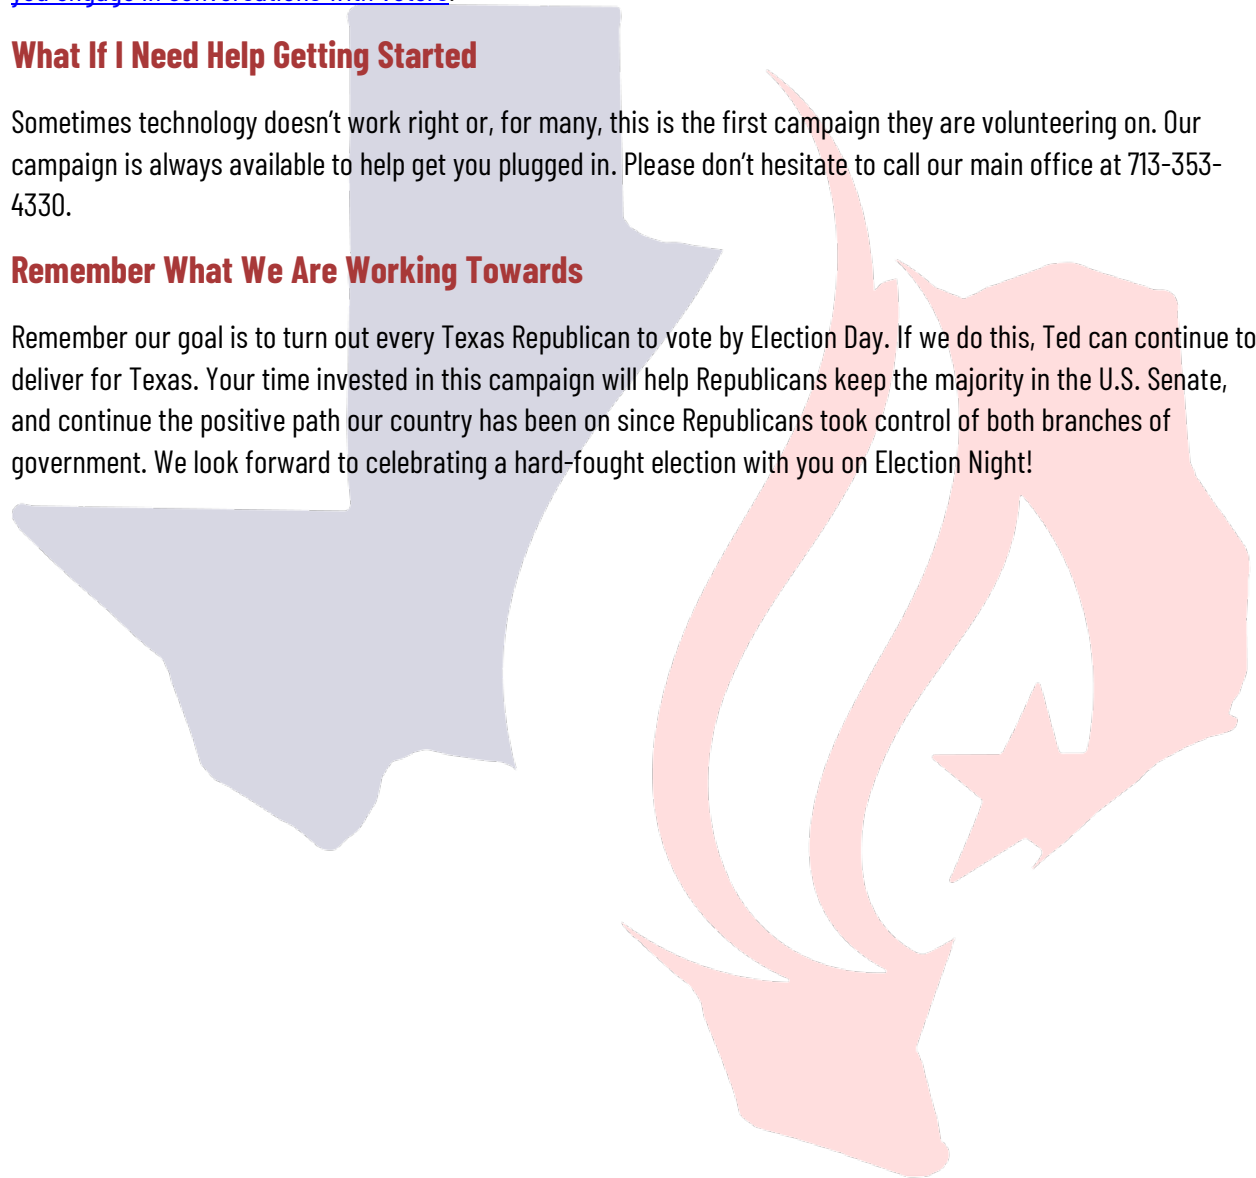 you engage in conversations with voters.
What If I Need Help Getting Started
Sometimes technology doesn’t work right or, for many, this is the first campaign they are volunteering on. Our
campaign is always available to help get you plugged in. Please don’t hesitate to call our main office at 713-353-
4330.
Remember What We Are Working Towards
Remember our goal is to turn out every Texas Republican to vote by Election Day. If we do this, Ted can continue to
deliver for Texas. Your time invested in this campaign will help Republicans keep the majority in the U.S. Senate,
and continue the positive path our country has been on since Republicans took control of both branches of
government. We look forward to celebrating a hard-fought election with you on Election Night!